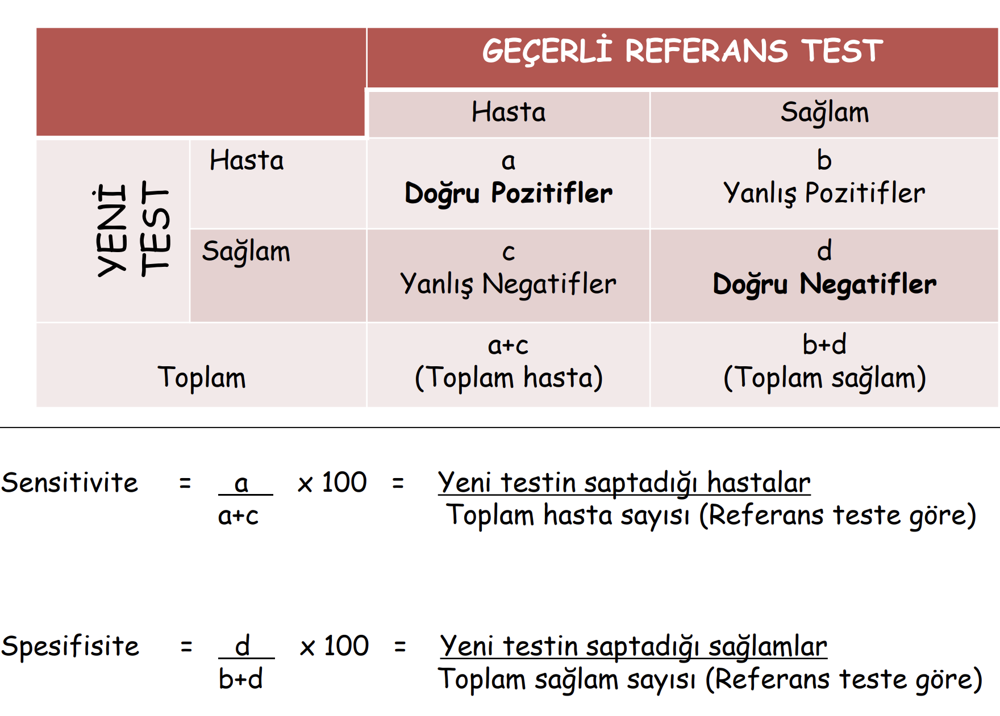 GEÇERLİ REFERANS TEST
Hasta Sağlam
YENİ
TEST
Hasta a b
Doğru Pozitifler Yanlış Pozitifler
Sağlam c d
Yanlış Negatifler Doğru Negatifler
a+c b+d
Toplam (Toplam hasta) (Toplam sağlam)
Sensitivite = a x 100 = Yeni testin saptadığı hastalar
a+c Toplam hasta sayısı (Referans teste göre)
Spesifisite = d x 100 = Yeni testin saptadığı sağlamlar
b+d Toplam sağlam sayısı (Referans teste göre)